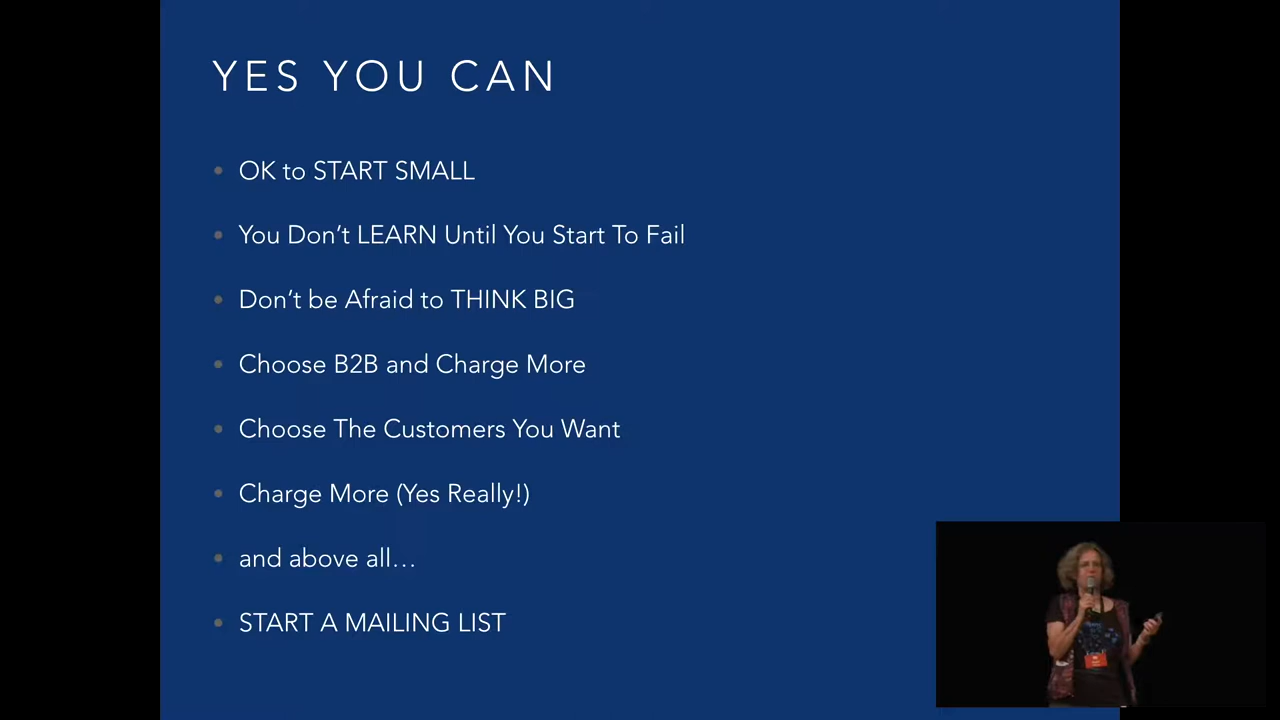 YES YOU CAN
• OK to START SMALL
• You Don’t LEARN Until You Start To Fail
• Don’t be Afraid to THINK BIG
• Choose B2B and Charge More
• Choose The Customers You Want
• Charge More (Yes Really!)
• and above all…
• START A MAILING LIST